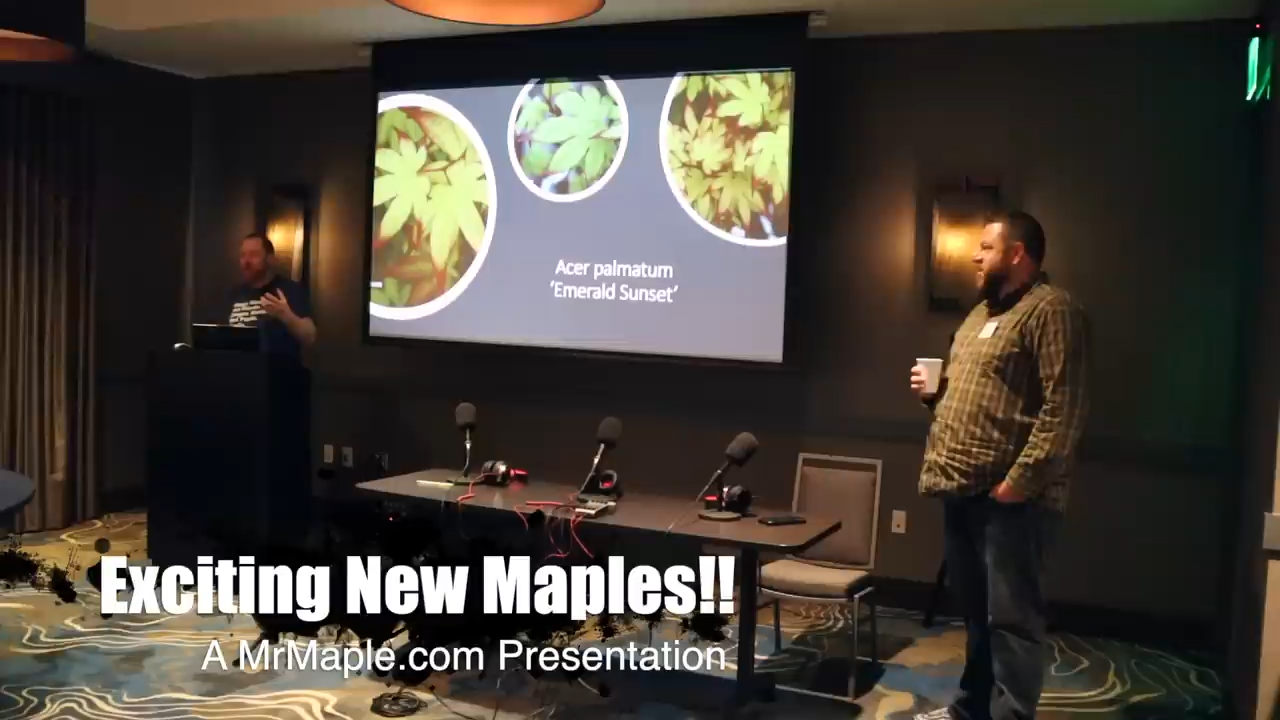 Acer palmatum
‘Emerald Sunset’
Exciting New Maples!!
A MrMaple.com Presentation